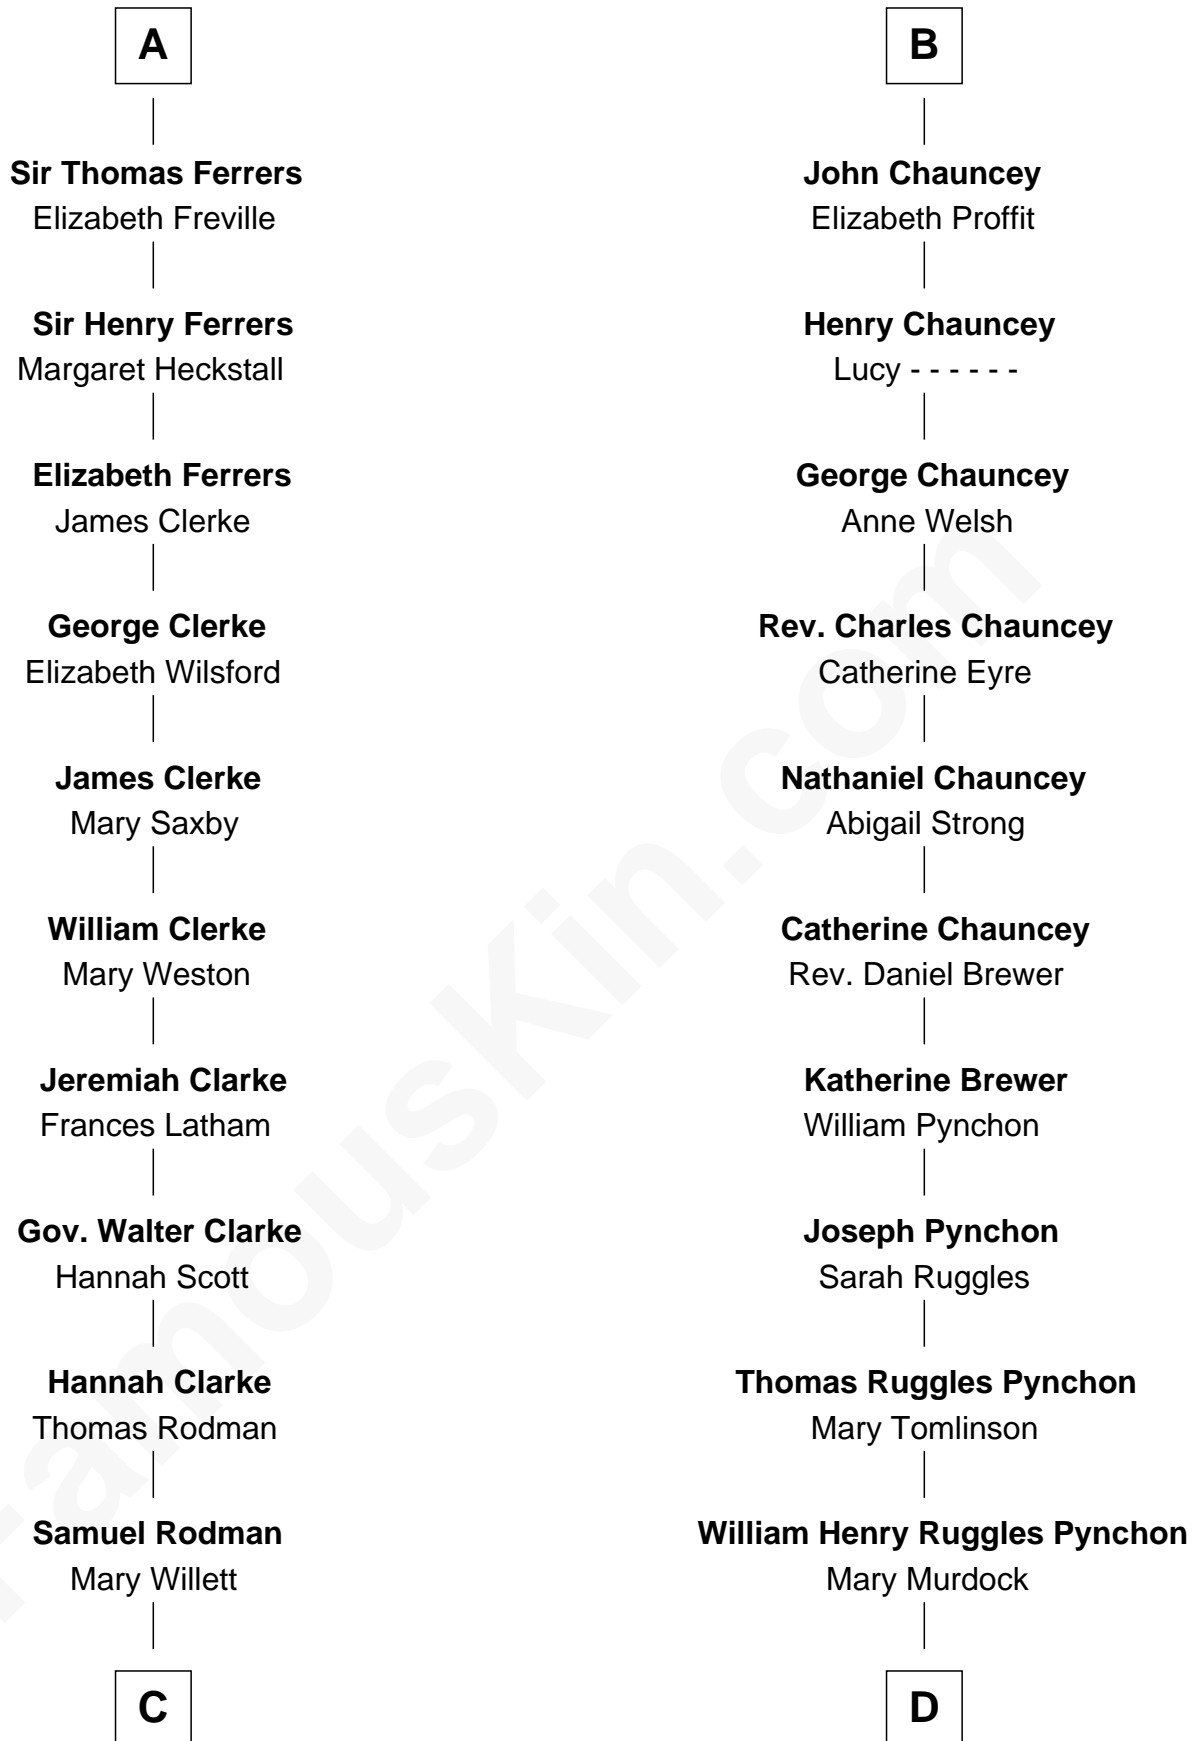 A
Sir Thomas Ferrers
Elizabeth Freville
Sir Henry Ferrers
Margaret Heckstall
Elizabeth Ferrers
James Clerke
George Clerke
Elizabeth Wilsford
James Clerke
Mary Saxby
William Clerke
Mary Weston
Jeremiah Clarke
Frances Latham
Gov. Walter Clarke
Hannah Scott
Hannah Clarke
Thomas Rodman
Samuel Rodman
Mary Willett
C
B
John Chauncey
Elizabeth Proffit
Henry Chauncey
Lucy - - - - - -
George Chauncey
Anne Welsh
Rev. Charles Chauncey
Catherine Eyre
Nathaniel Chauncey
Abigail Strong
Catherine Chauncey
Rev. Daniel Brewer
Katherine Brewer
William Pynchon
Joseph Pynchon
Sarah Ruggles
Thomas Ruggles Pynchon
Mary Tomlinson
William Henry Ruggles Pynchon
Mary Murdock
D
FamousKin.com